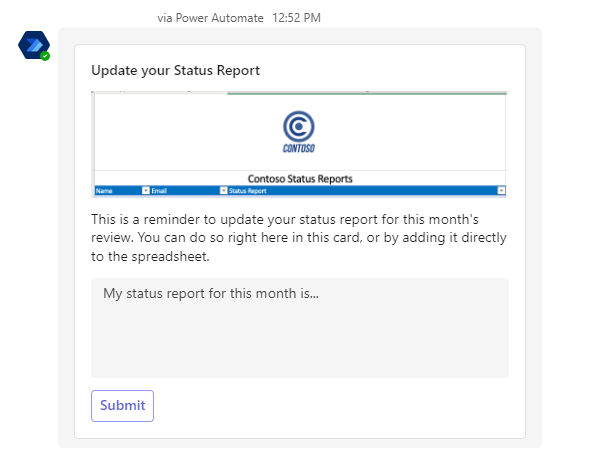 via Power Automate 12:52 PM
Update your Status Report
CONTOSO
Contoso Status Reports
Name Email Status Report
This is a reminder to update your status report for this month's
review. You can do so right here in this card, or by adding it directly
to the spreadsheet.
My status report for this month is...
Submit